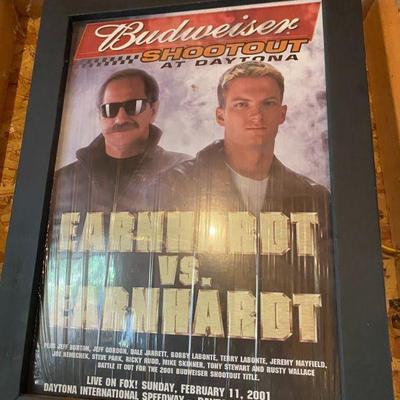 Budweiser
SHOOTOUT
AT DAYTONA
EARNHARDT
VS.
EARNHARDT
PLUS JEFF BURTON, JEFF GORDON, DALE JARRETT, BOBBY LABONTE, TERRY LABONTE, JEREMY MAYFIELD,
JOE NEMECHEK, STEVE PARK, RICKY RUDD, MIKE SKINNER, TONY STEWART AND RUSTY WALLACE
BATTLE IT OUT FOR THE 2001 BUDWEISER SHOOTOUT TITLE.
LIVE ON FOX! SUNDAY, FEBRUARY 11, 2001
DAYTONA INTERNATIONAL SPEEDWAY